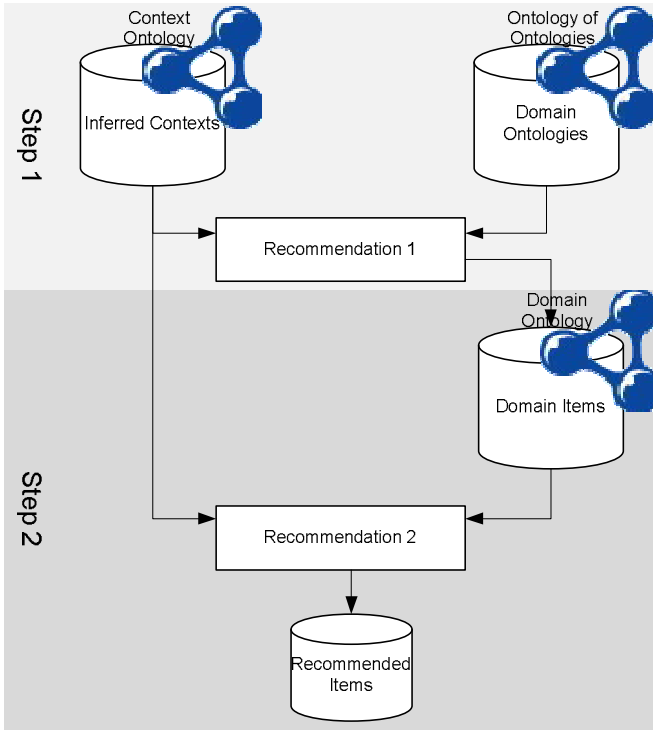 Context
Ontology
Ontology of
Ontologies
Inferred Contexts
Domain
Ontologies
Step 1
Recommendation 1
Domain
Ontology
Domain Items
Step 2
Recommendation 2
Recommended
Items